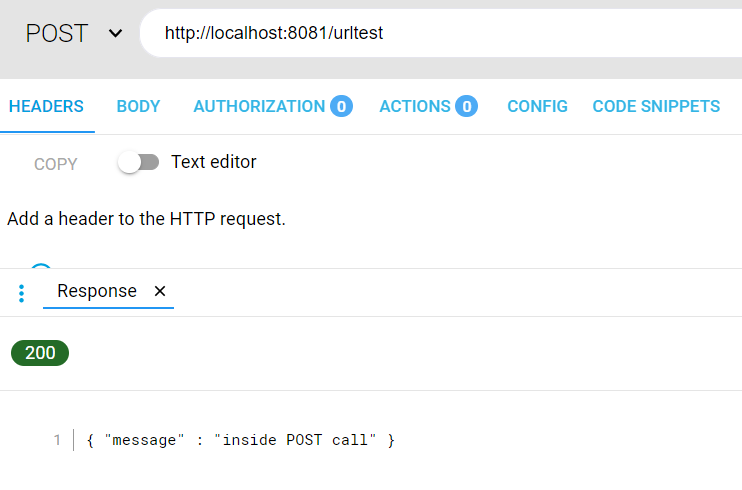 POST http://localhost:8081/urltest
HEADERS BODY AUTHORIZATION 0 ACTIONS 0 CONFIG CODE SNIPPETS
COPY Text editor
Add a header to the HTTP request.
Response ×
200
1 { "message" : "inside POST call" }